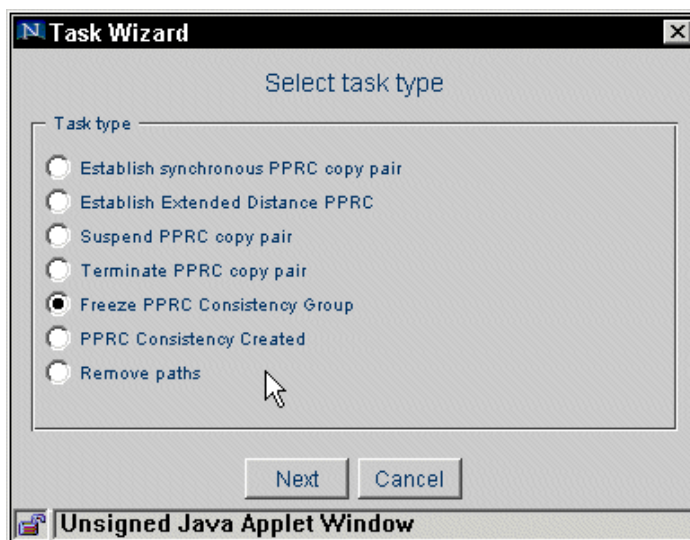 N Task Wizard
Select task type
Task type
Establish synchronous PPRC copy pair
Establish Extended Distance PPRC
Suspend PPRC copy pair
Terminate PPRC copy pair
Freeze PPRC Consistency Group
PPRC Consistency Created
Remove paths
Next Cancel
Unsigned Java Applet Window